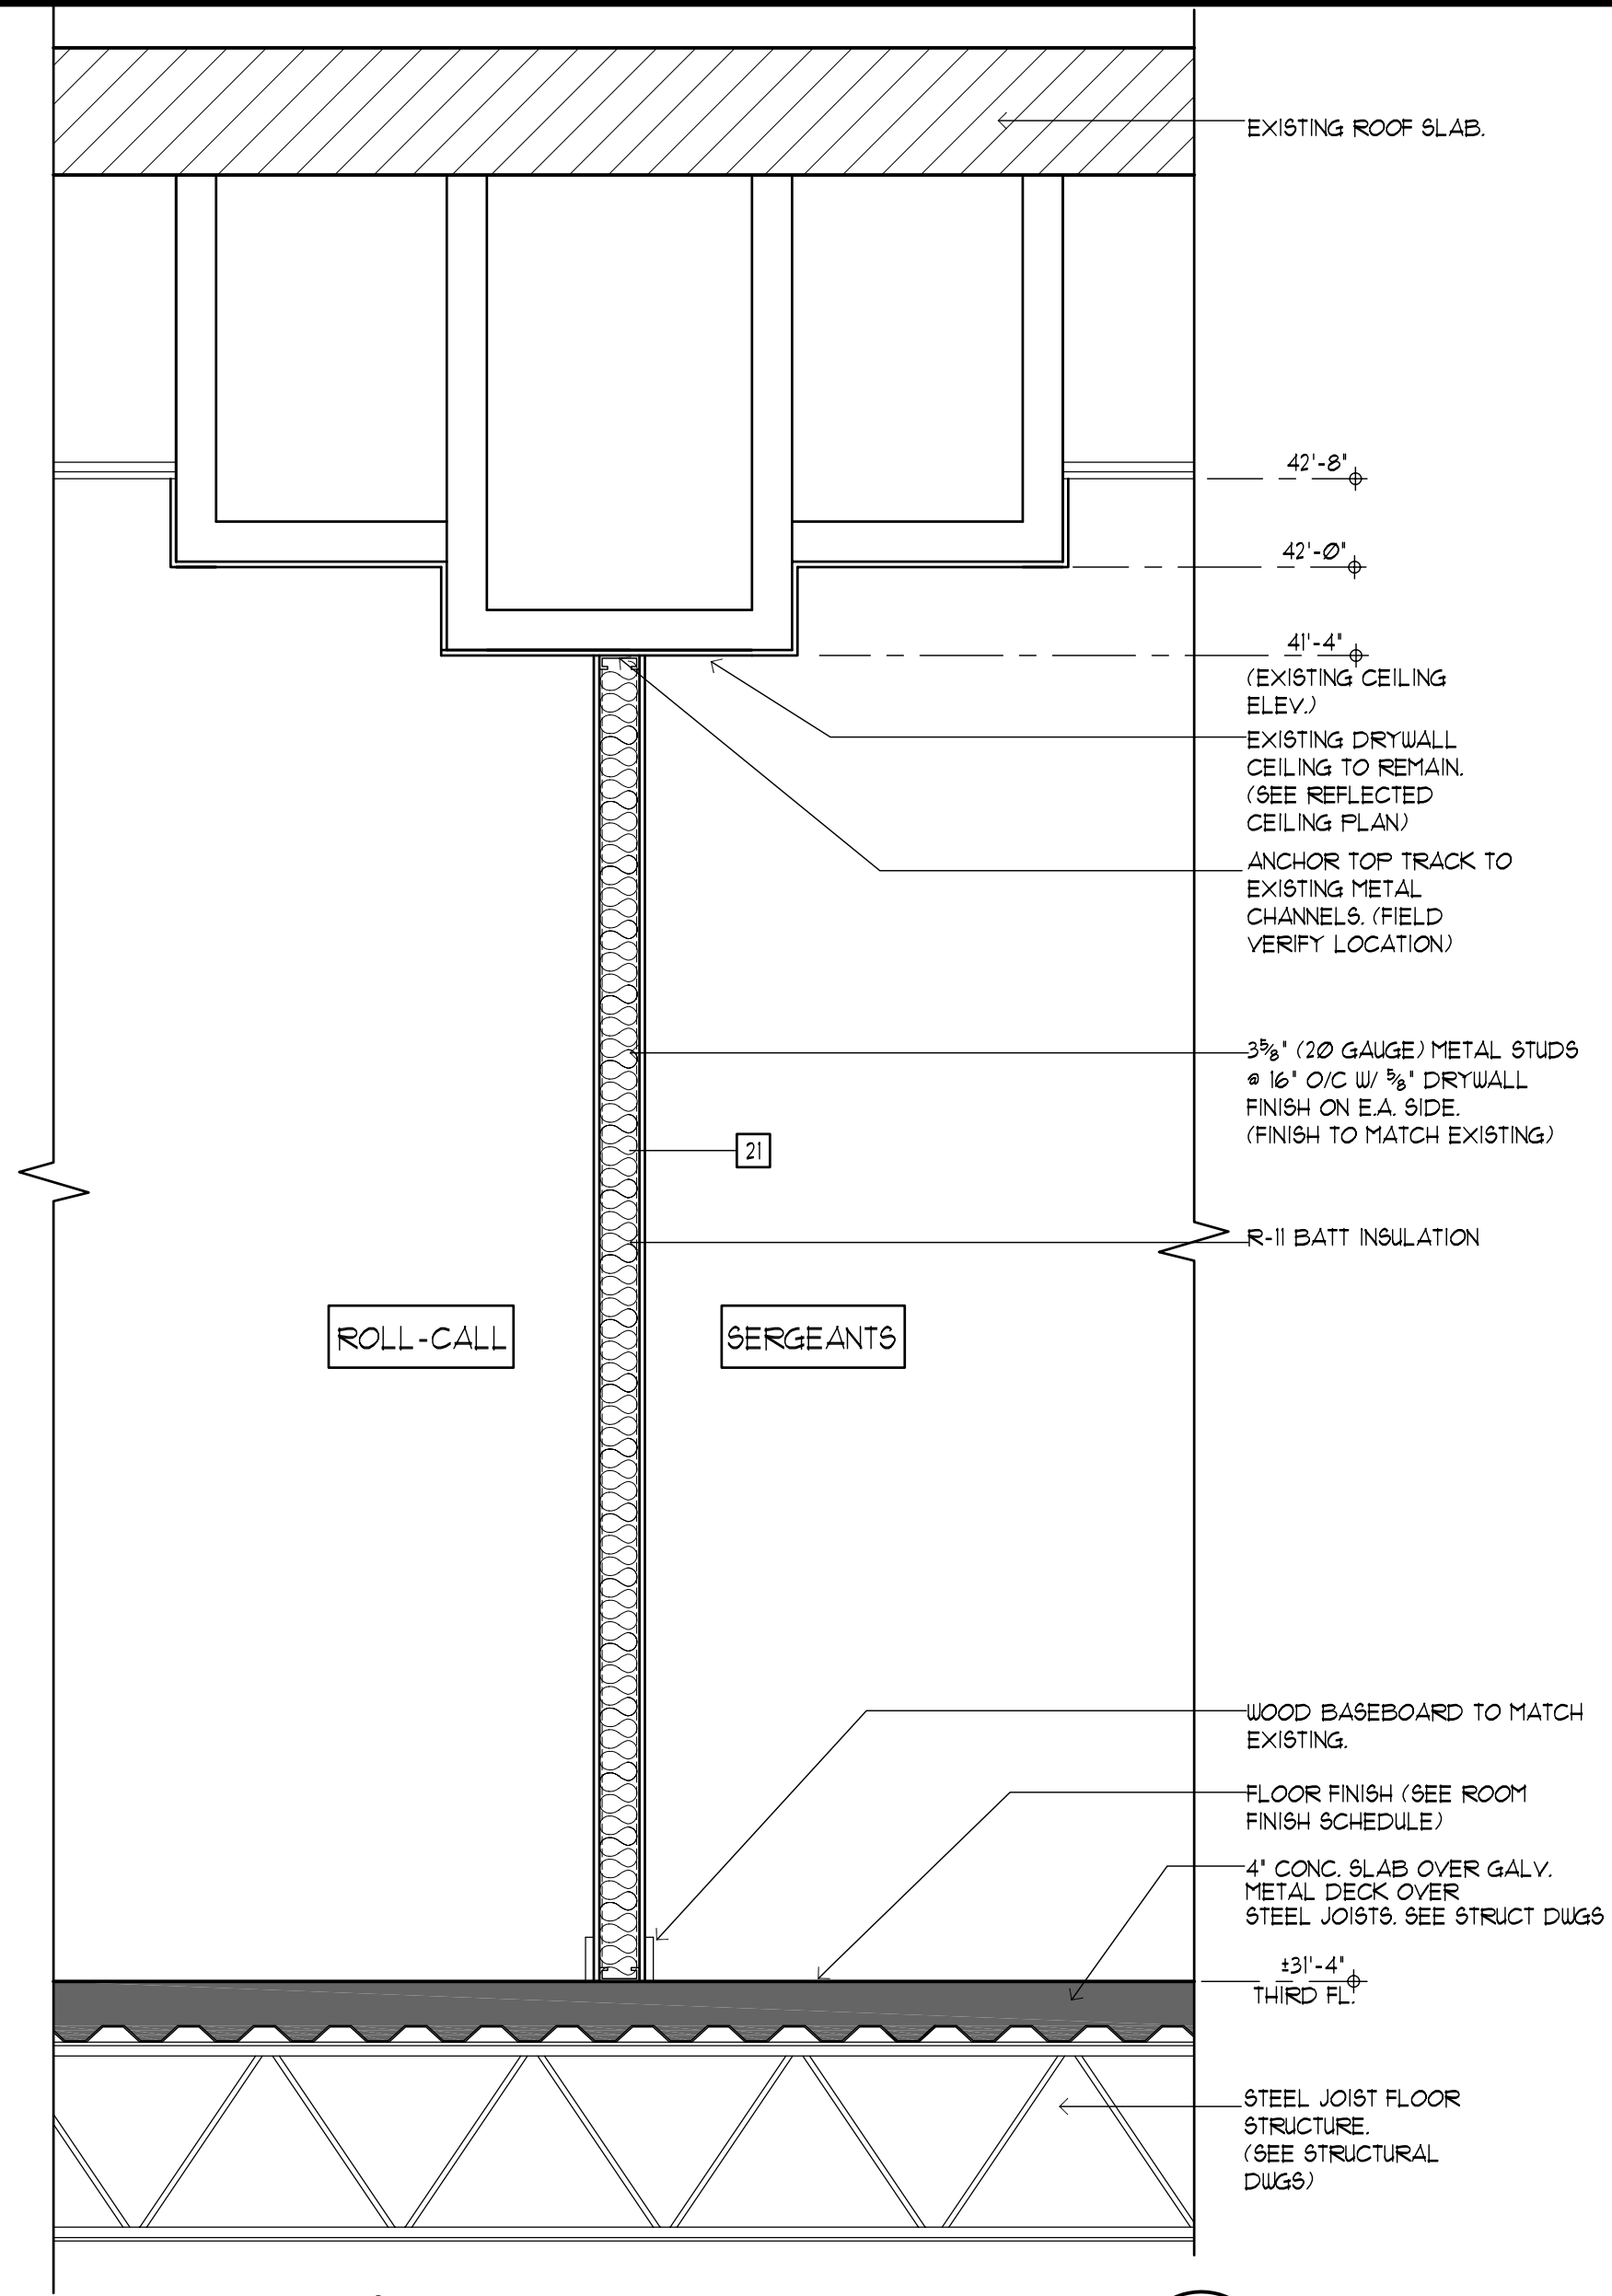 EXISTING ROOF SLAB.
42'-8"
42'-0"
41'-4"
(EXISTING CEILING
ELEV.)
EXISTING DRYWALL
CEILING TO REMAIN.
(SEE REFLECTED
CEILING PLAN)
ANCHOR TOP TRACK TO
EXISTING METAL
CHANNELS. (FIELD
VERIFY LOCATION)
3⅝" (20 GAUGE) METAL STUDS
@ 16" O/C W/ ⅝" DRYWALL
FINISH ON E.A. SIDE.
(FINISH TO MATCH EXISTING)
21
R-11 BATT INSULATION
ROLL-CALL
SERGEANTS
WOOD BASEBOARD TO MATCH
EXISTING.
FLOOR FINISH (SEE ROOM
FINISH SCHEDULE)
4" CONC. SLAB OVER GALV.
METAL DECK OVER
STEEL JOISTS. SEE STRUCT DWGS
±31'-4"
THIRD FL.
STEEL JOIST FLOOR
STRUCTURE.
(SEE STRUCTURAL
DWGS)